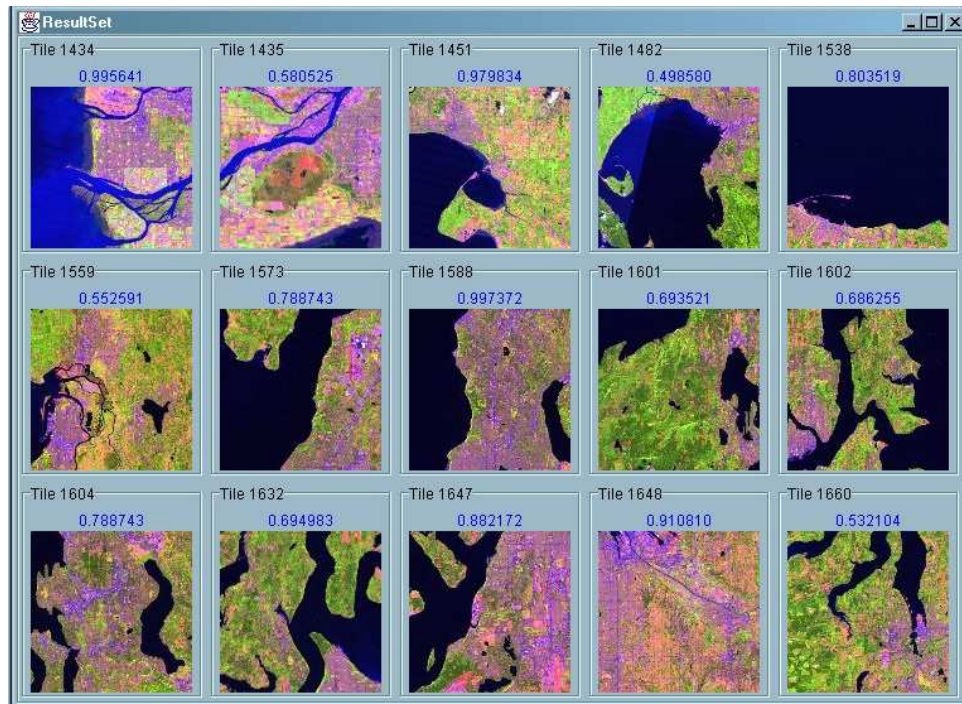 ResultSet
Tile 1434
0.995641
Tile 1435
0.580525
Tile 1451
0.979834
Tile 1482
0.498580
Tile 1538
0.803519
Tile 1559
0.552591
Tile 1573
0.788743
Tile 1588
0.997372
Tile 1601
0.693521
Tile 1602
0.686255
Tile 1604
0.788743
Tile 1632
0.694983
Tile 1647
0.882172
Tile 1648
0.910810
Tile 1660
0.532104